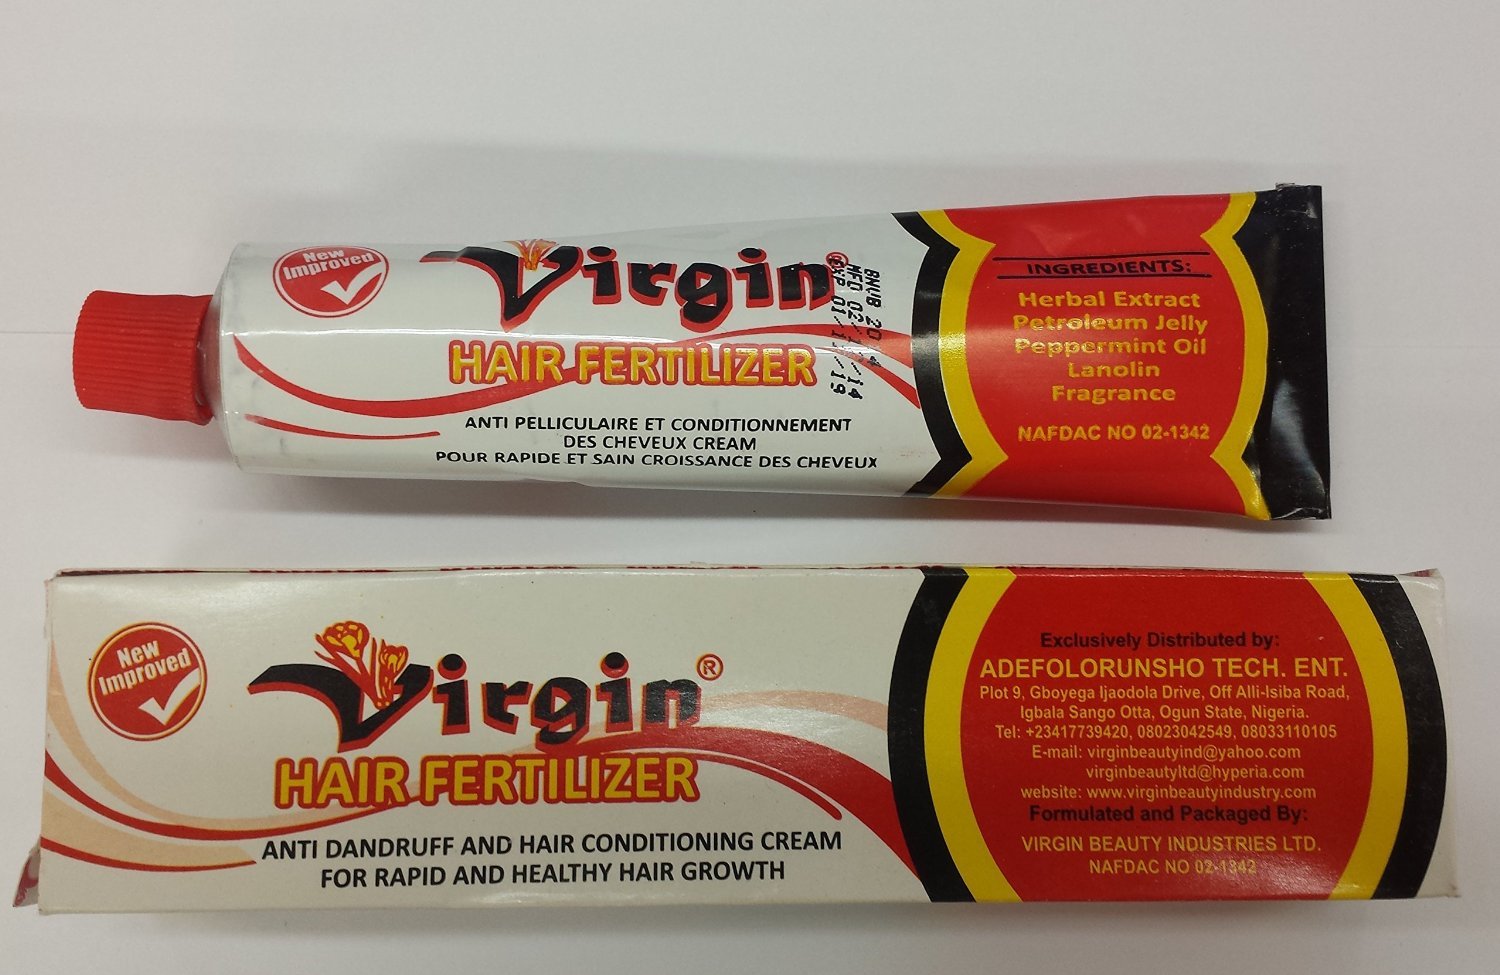 New
Improved
Virgin®
HAIR FERTILIZER
ANTI PELLICULAIRE ET CONDITIONNEMENT
DES CHEVEUX CREAM
POUR RAPIDE ET SAIN CROISSANCE DES CHEVEUX
MFD 02/
EXP 01/
INGREDIENTS:
Herbal Extract
Petroleum Jelly
Peppermint Oil
Lanolin
Fragrance
NAFDAC NO 02-1342
New
Improved
Virgin®
HAIR FERTILIZER
ANTI DANDRUFF AND HAIR CONDITIONING CREAM
FOR RAPID AND HEALTHY HAIR GROWTH
Exclusively Distributed by:
ADEFOLORUNSHO TECH. ENT.
Plot 9, Gboyega Ijaodola Drive, Off Alli-Isiba Road,
Igbala Sango Otta, Ogun State, Nigeria.
Tel: +23417739420, 08023042549, 08033110105
E-mail: virginbeautyind@yahoo.com
virginbeautyltd@hyperia.com
website: www.virginbeautyindustry.com
Formulated and Packaged By:
VIRGIN BEAUTY INDUSTRIES LTD.
NAFDAC NO 02-1342